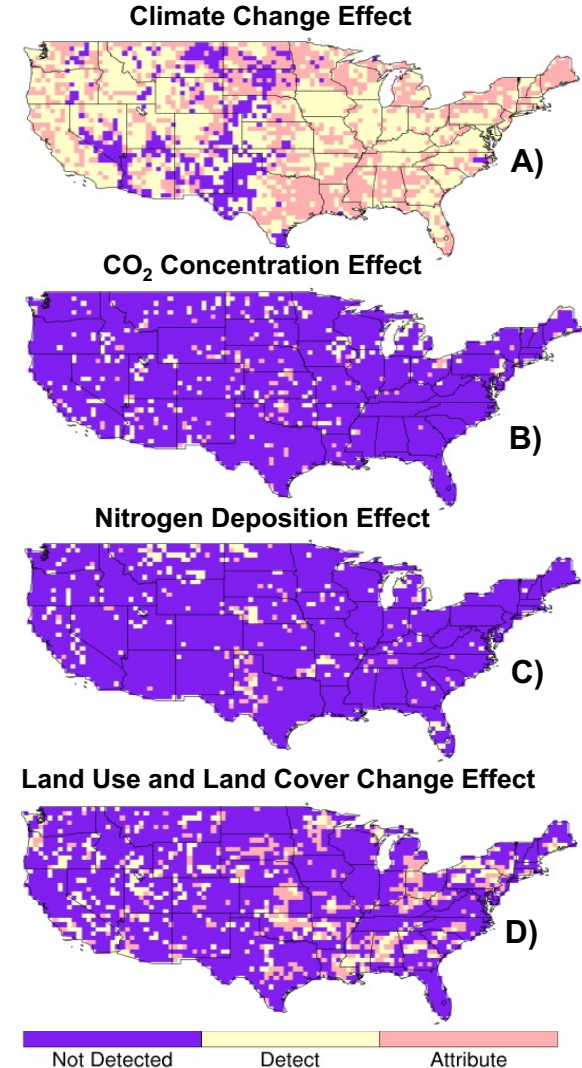 Climate Change Effect
A)
CO₂ Concentration Effect
B)
Nitrogen Deposition Effect
C)
Land Use and Land Cover Change Effect
D)
Not Detected Detect Attribute